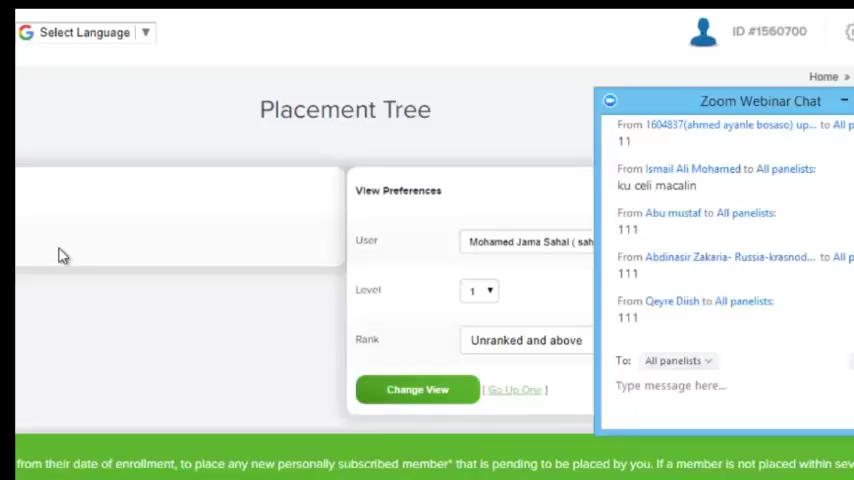 Select Language
ID #1560700
Home »
Placement Tree
Zoom Webinar Chat
From 1604837(ahmed ayanle bosaso) up... to All p
11
From Ismail Ali Mohamed to All panelists:
ku celi macalin
From Abu mustaf to All panelists:
111
From Abdinasir Zakaria- Russia-krasnod... to All p
111
From Qeyre Diish to All panelists:
111
To: All panelists
Type message here...
View Preferences
User
Mohamed Jama Sahal ( sah
Level
1
Rank
Unranked and above
Change View
[ Go Up One ]
from their date of enrollment, to place any new personally subscribed member* that is pending to be placed by you. If a member is not placed within sev